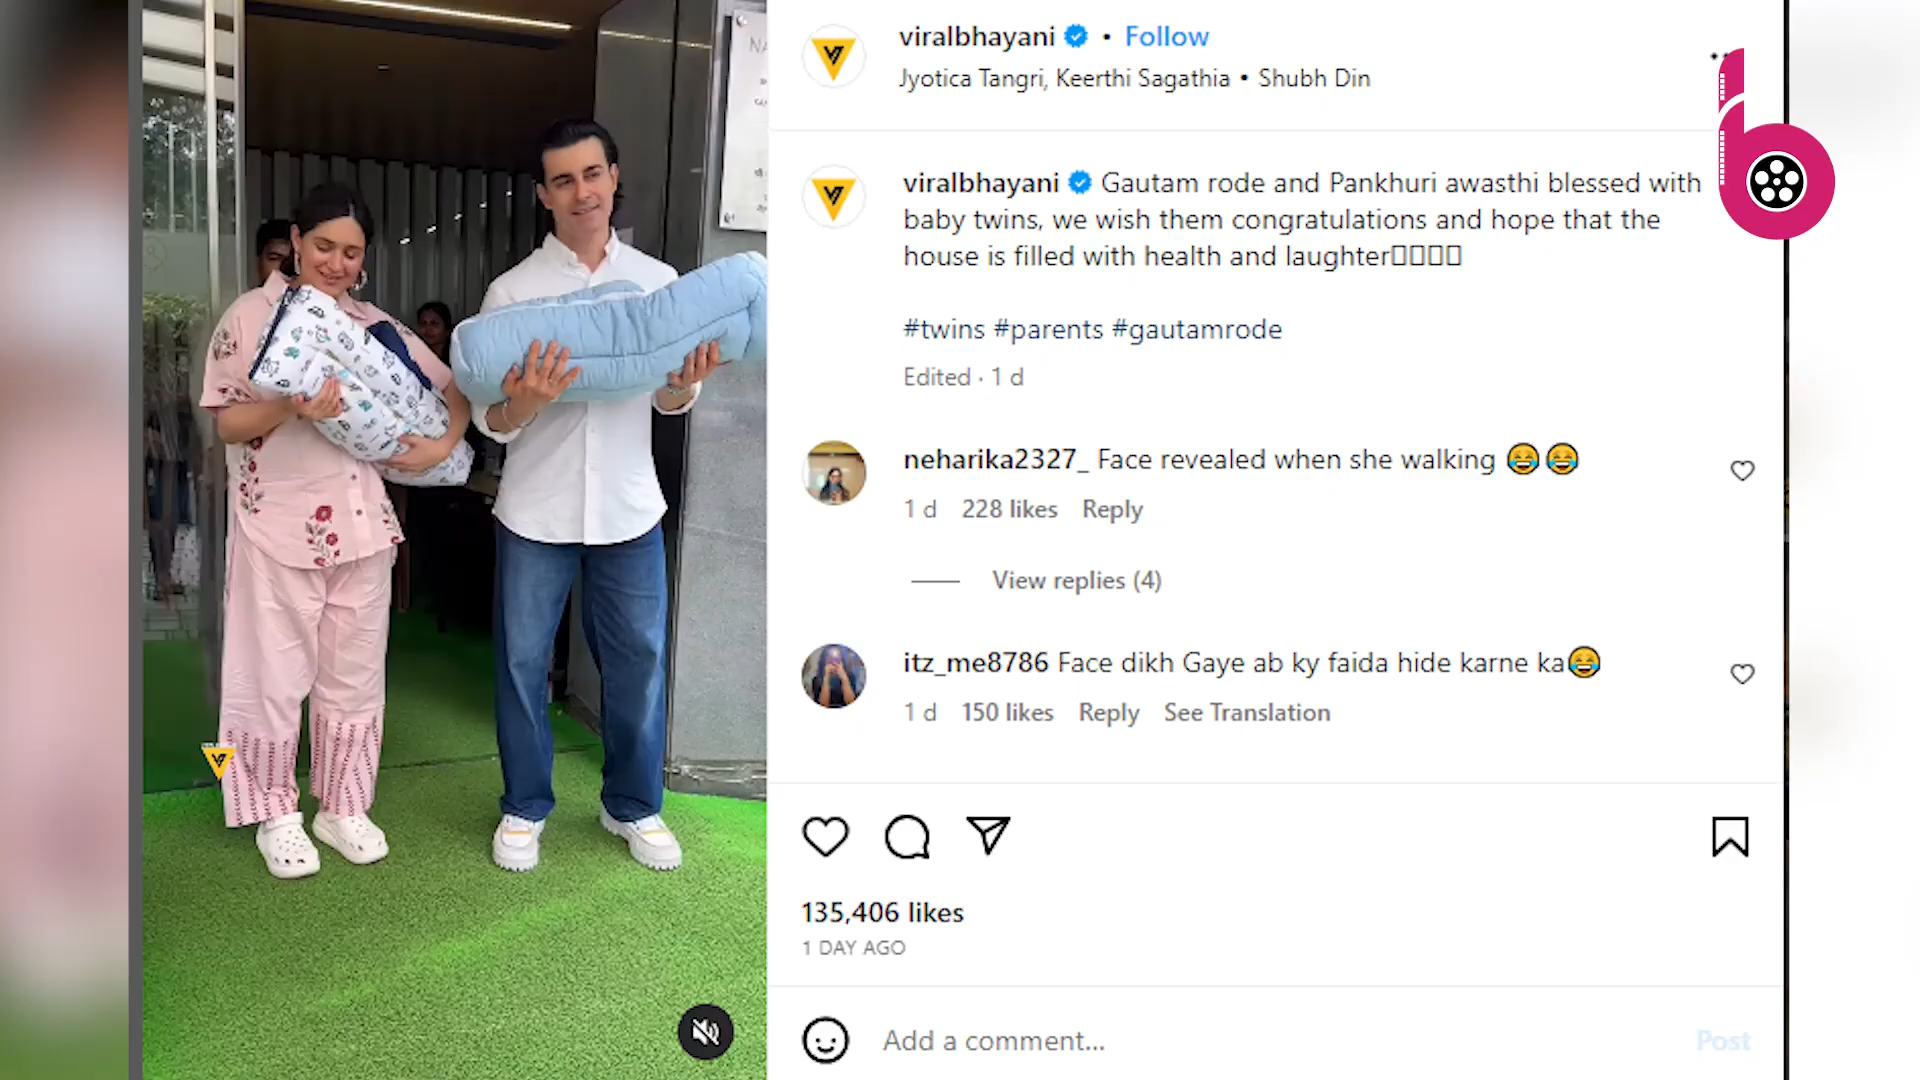 viralbhayani • Follow
Jyotica Tangri, Keerthi Sagathia • Shubh Din
viralbhayani Gautam rode and Pankhuri awasthi blessed with
baby twins, we wish them congratulations and hope that the
house is filled with health and laughter
#twins #parents #gautamrode
Edited · 1 d
neharika2327_ Face revealed when she walking 😂😂
1 d 228 likes Reply
View replies (4)
itz_me8786 Face dikh Gaye ab ky faida hide karne ka😂
1 d 150 likes Reply See Translation
135,406 likes
1 DAY AGO
Add a comment...
Post